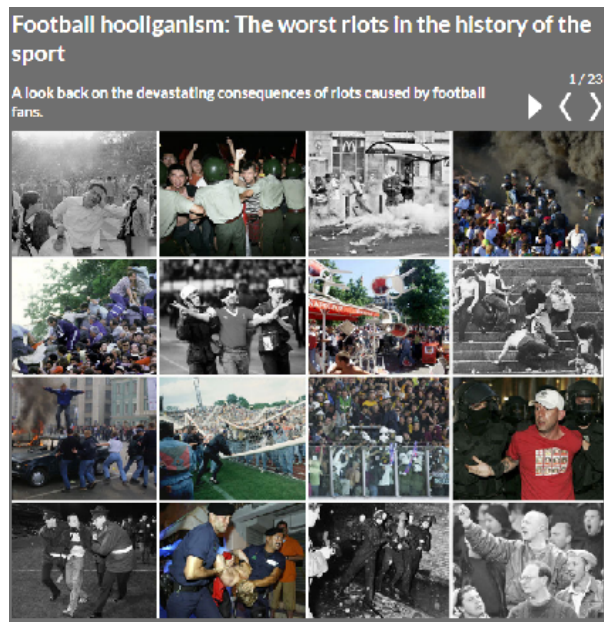 Football hooliganism: The worst riots in the history of the
sport
1 / 23
A look back on the devastating consequences of riots caused by football
fans.